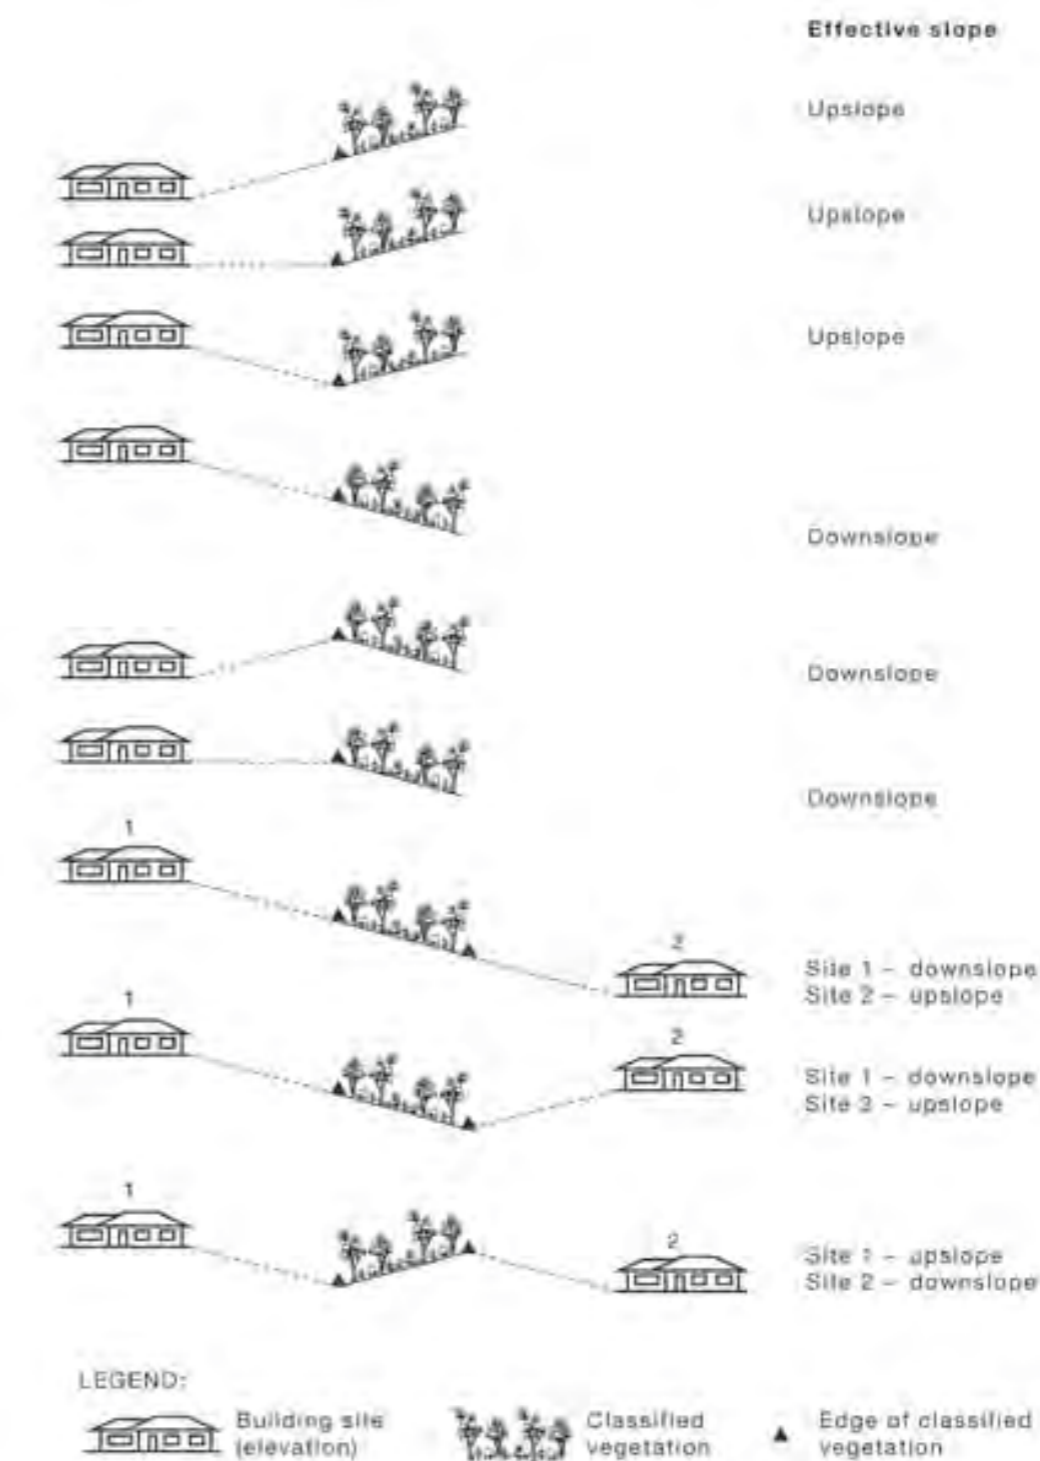 Effective slope
Upslope
Upslope
Upslope
Downslope
Downslope
Downslope
1
2
Site 1 – downslope
Site 2 – upslope
1
2
Site 1 – downslope
Site 2 – upslope
1
2
Site 1 – upslope
Site 2 – downslope
LEGEND:
Building site
(elevation)
Classified
vegetation
Edge of classified
vegetation